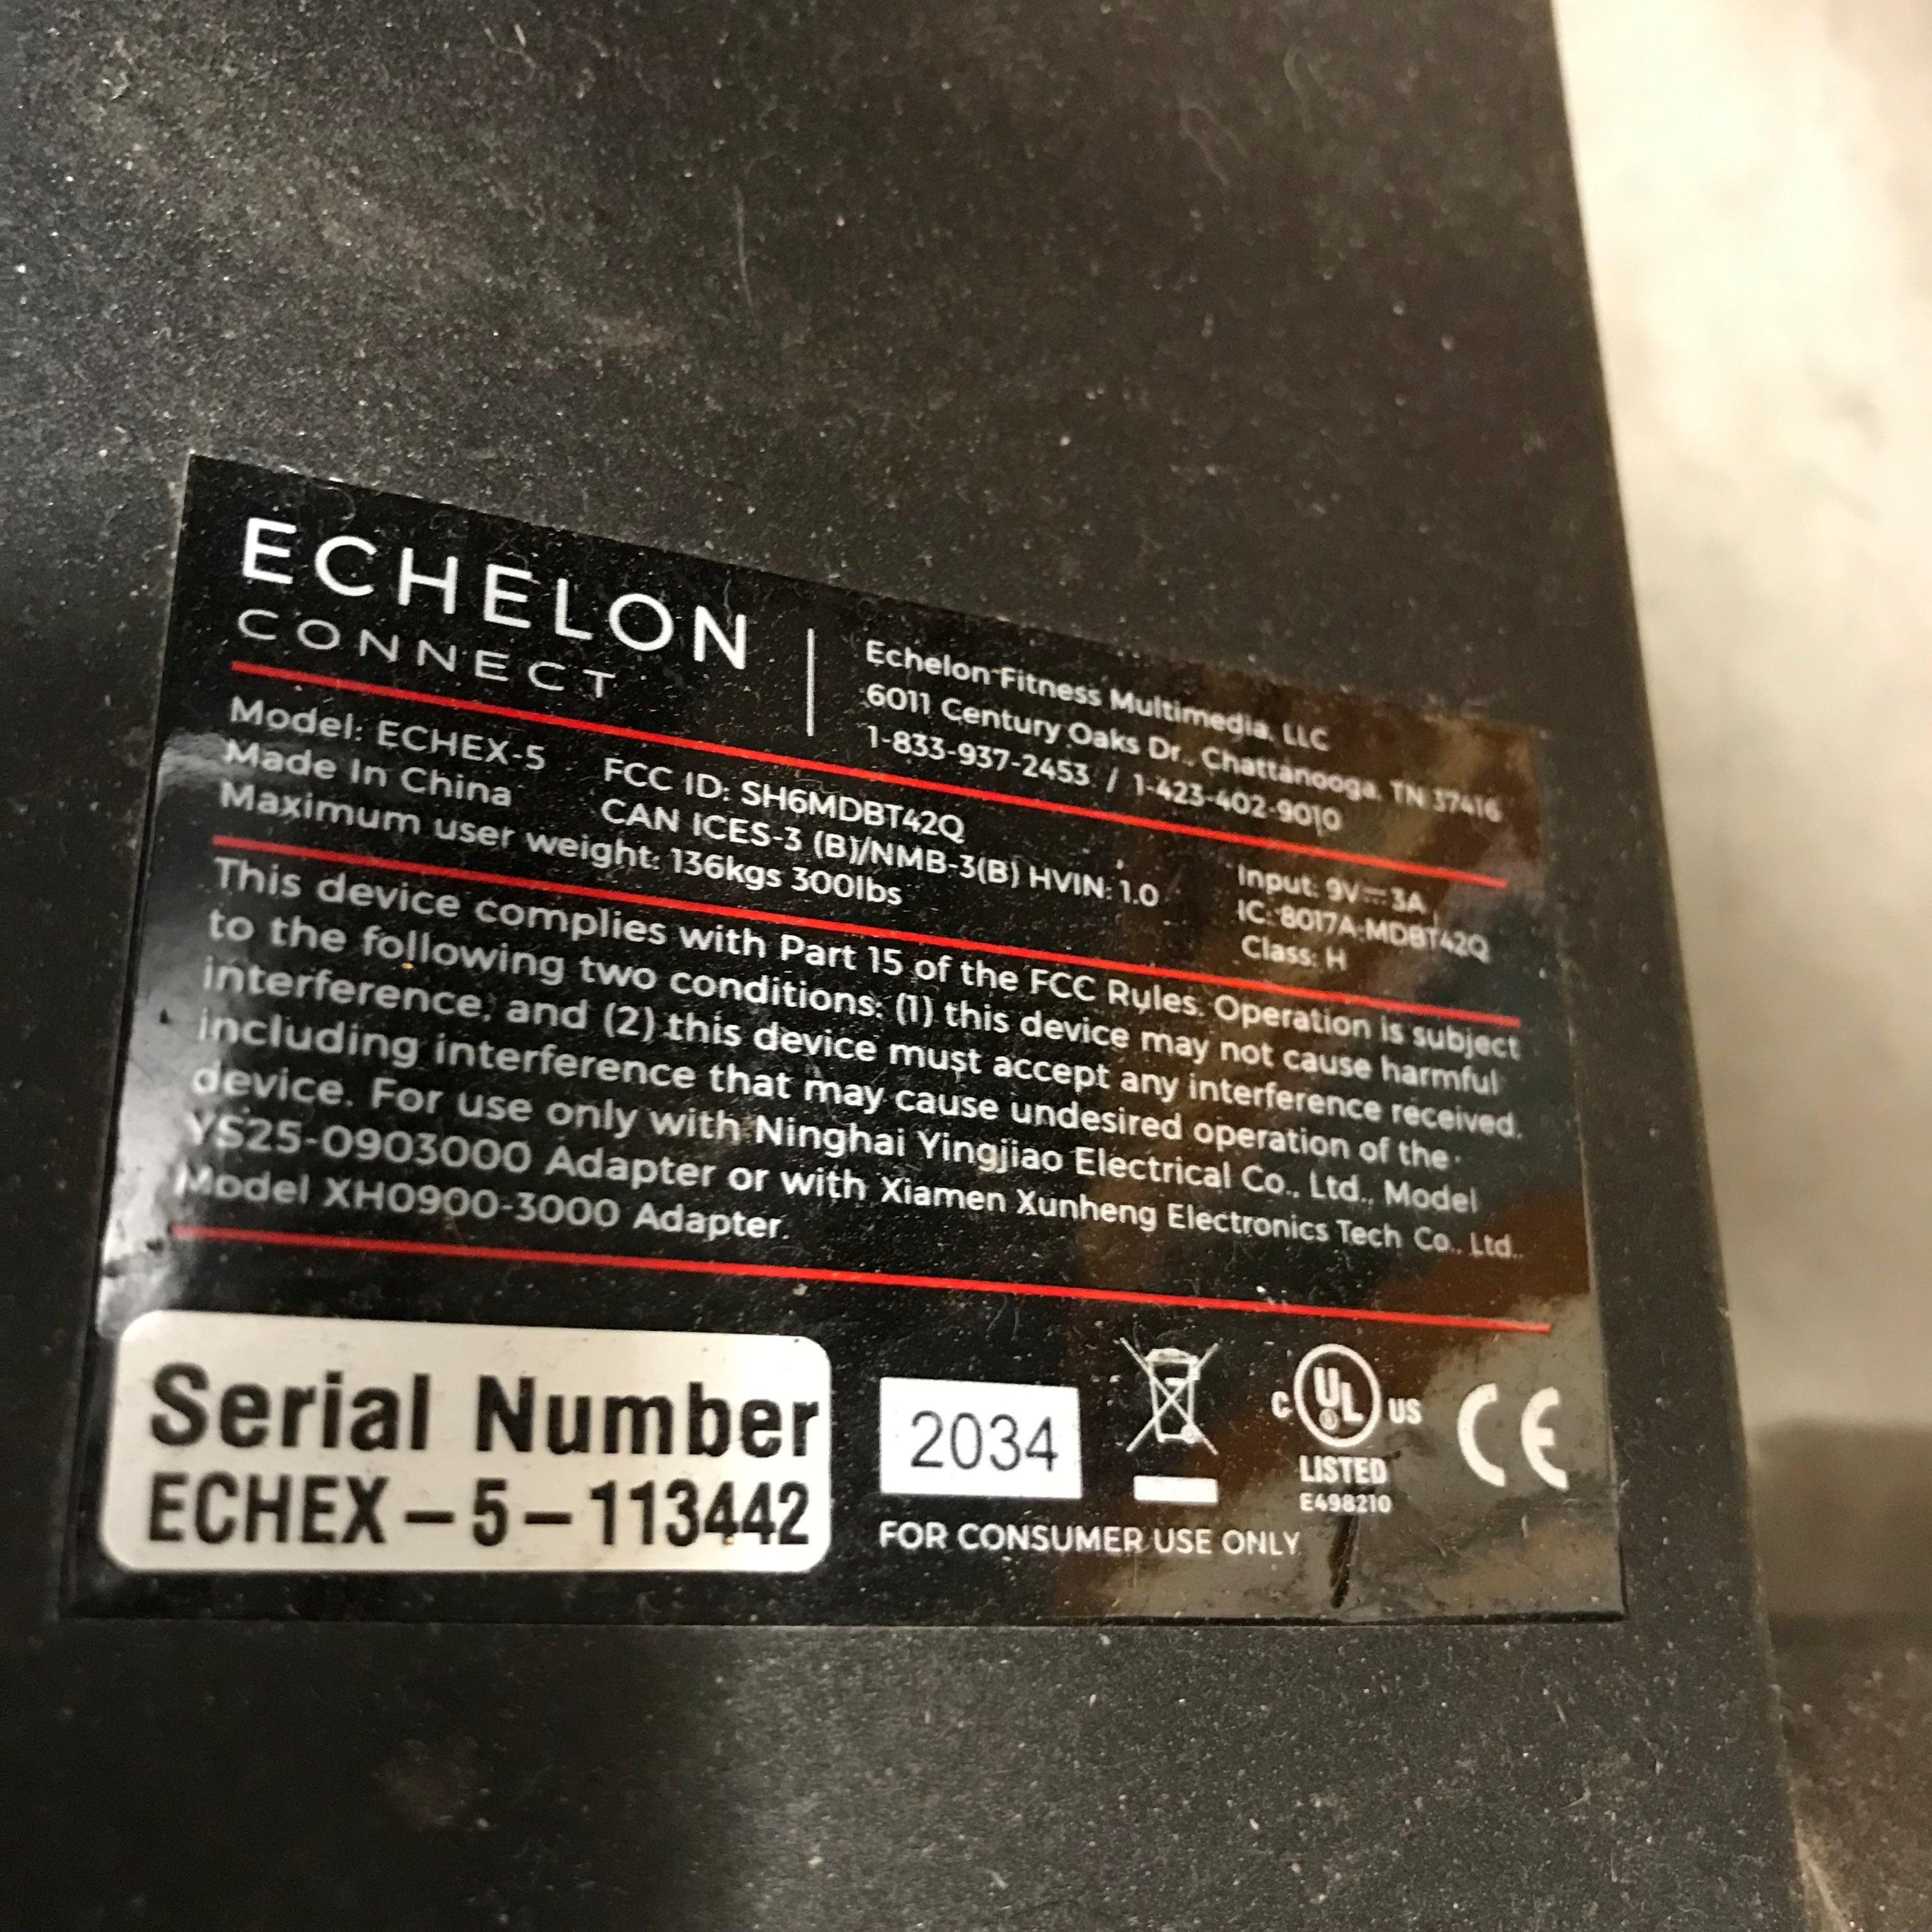 ECHELON
CONNECT
Echelon Fitness Multimedia, LLC
6011 Century Oaks Dr., Chattanooga, TN 37416
1-833-937-2453 / 1-423-402-9010
Model: ECHEX-5
Made In China
Maximum user weight: 136kgs 300lbs
FCC ID: SH6MDBT42Q
CAN ICES-3 (B)/NMB-3(B) HVIN: 1.0
Input: 9V⎓3A
IC: 8017A-MDBT42Q
Class: H
This device complies with Part 15 of the FCC Rules. Operation is subject
to the following two conditions: (1) this device may not cause harmful
interference, and (2) this device must accept any interference received,
including interference that may cause undesired operation of the
device. For use only with Ninghai Yingjiao Electrical Co., Ltd., Model
YS25-0903000 Adapter or with Xiamen Xunheng Electronics Tech Co., Ltd.,
Model XH0900-3000 Adapter.
Serial Number
ECHEX-5-113442
2034
FOR CONSUMER USE ONLY
C UL® US
LISTED
E498210
CE